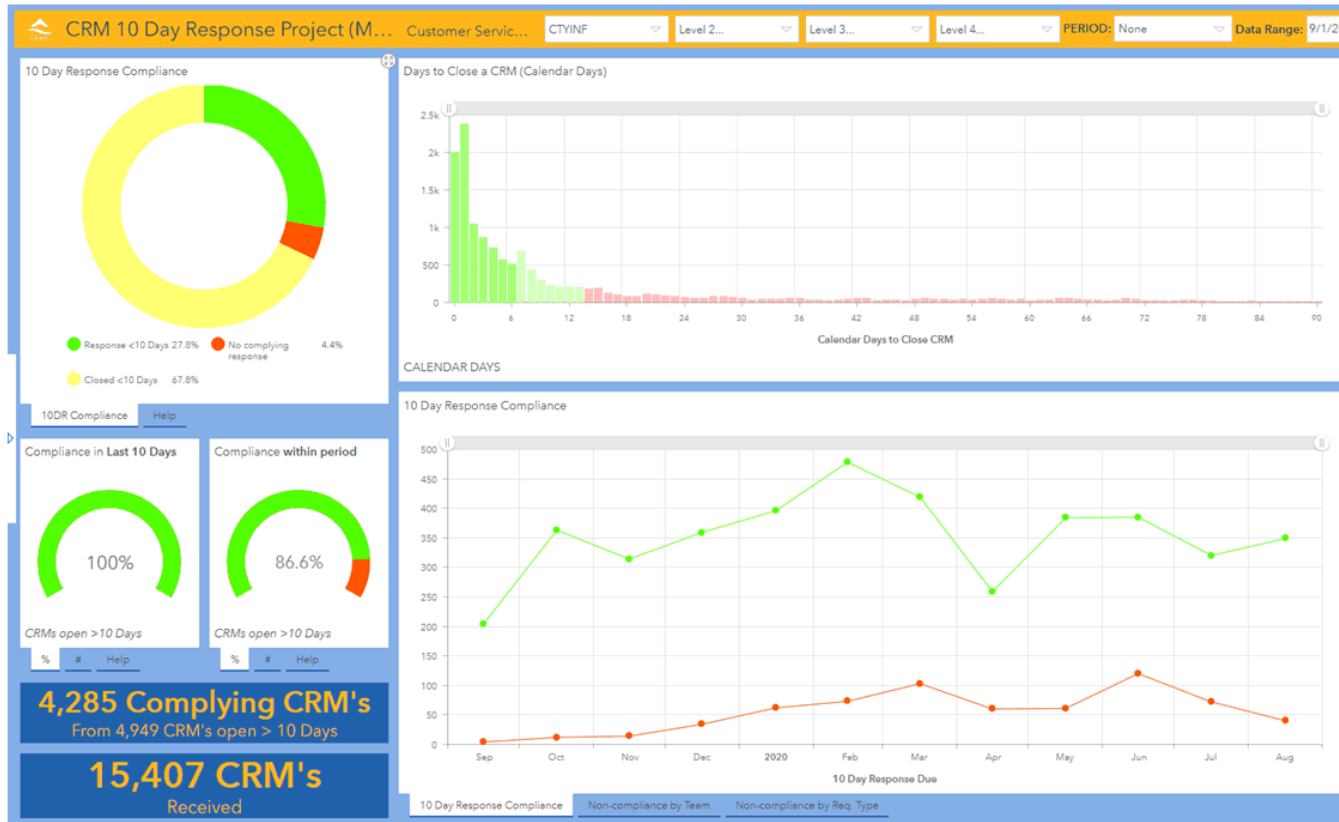 CRM 10 Day Response Project (M...
Customer Servic...
CTYINF
Level 2...
Level 3...
Level 4...
PERIOD:
None
Data Range:
9/1/20
10 Day Response Compliance
Response <10 Days 27.8%
No complying
response
4.4%
Closed <10 Days 67.8%
10DR Compliance
Help
Days to Close a CRM (Calendar Days)
2.5k
2k
1.5k
1k
500
0
0 6 12 18 24 30 36 42 48 54 60 66 72 78 84 90
Calendar Days to Close CRM
CALENDAR DAYS
Compliance in Last 10 Days
100%
CRMs open >10 Days
% # Help
Compliance within period
86.6%
CRMs open >10 Days
% # Help
4,285 Complying CRM's
From 4,949 CRM's open > 10 Days
15,407 CRM's
Received
10 Day Response Compliance
500
450
400
350
300
250
200
150
100
50
0
Sep Oct Nov Dec 2020 Feb Mar Apr May Jun Jul Aug
10 Day Response Due
10 Day Response Compliance
Non-compliance by Team
Non-compliance by Req. Type